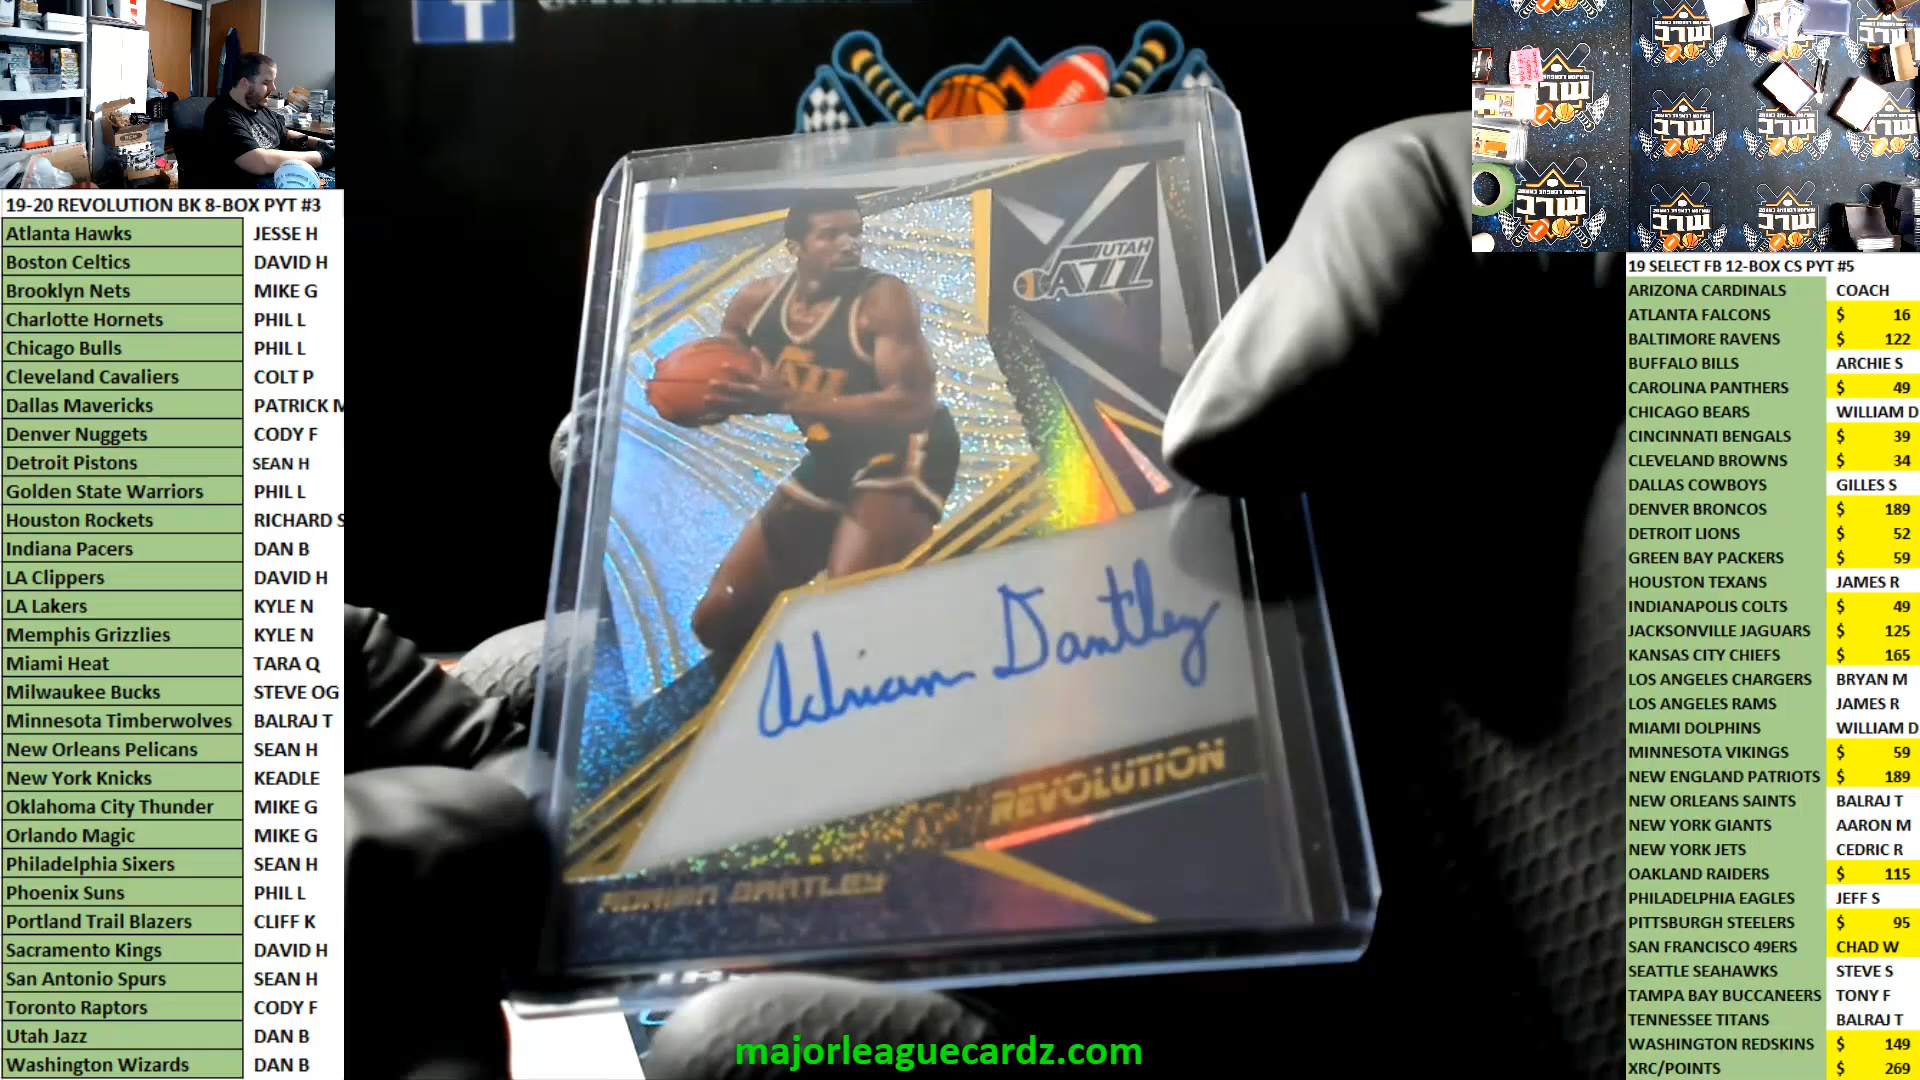 19-20 REVOLUTION BK 8-BOX PYT #3
Atlanta Hawks JESSE H
Boston Celtics DAVID H
Brooklyn Nets MIKE G
Charlotte Hornets PHIL L
Chicago Bulls PHIL L
Cleveland Cavaliers COLT P
Dallas Mavericks PATRICK M
Denver Nuggets CODY F
Detroit Pistons SEAN H
Golden State Warriors PHIL L
Houston Rockets RICHARD S
Indiana Pacers DAN B
LA Clippers DAVID H
LA Lakers KYLE N
Memphis Grizzlies KYLE N
Miami Heat TARA Q
Milwaukee Bucks STEVE OG
Minnesota Timberwolves BALRAJ T
New Orleans Pelicans SEAN H
New York Knicks KEADLE
Oklahoma City Thunder MIKE G
Orlando Magic MIKE G
Philadelphia Sixers SEAN H
Phoenix Suns PHIL L
Portland Trail Blazers CLIFF K
Sacramento Kings DAVID H
San Antonio Spurs SEAN H
Toronto Raptors CODY F
Utah Jazz DAN B
Washington Wizards DAN B
UTAH
JAZZ
Adrian Dantley
REVOLUTION
ADRIAN DANTLEY
majorleaguecardz.com
19 SELECT FB 12-BOX CS PYT #5
ARIZONA CARDINALS COACH
ATLANTA FALCONS $ 16
BALTIMORE RAVENS $ 122
BUFFALO BILLS ARCHIE S
CAROLINA PANTHERS $ 49
CHICAGO BEARS WILLIAM D
CINCINNATI BENGALS $ 39
CLEVELAND BROWNS $ 34
DALLAS COWBOYS GILLES S
DENVER BRONCOS $ 189
DETROIT LIONS $ 52
GREEN BAY PACKERS $ 59
HOUSTON TEXANS JAMES R
INDIANAPOLIS COLTS $ 49
JACKSONVILLE JAGUARS $ 125
KANSAS CITY CHIEFS $ 165
LOS ANGELES CHARGERS BRYAN M
LOS ANGELES RAMS JAMES R
MIAMI DOLPHINS WILLIAM D
MINNESOTA VIKINGS $ 59
NEW ENGLAND PATRIOTS $ 189
NEW ORLEANS SAINTS BALRAJ T
NEW YORK GIANTS AARON M
NEW YORK JETS CEDRIC R
OAKLAND RAIDERS $ 115
PHILADELPHIA EAGLES JEFF S
PITTSBURGH STEELERS $ 95
SAN FRANCISCO 49ERS CHAD W
SEATTLE SEAHAWKS STEVE S
TAMPA BAY BUCCANEERS TONY F
TENNESSEE TITANS BALRAJ T
WASHINGTON REDSKINS $ 149
XRC/POINTS $ 269